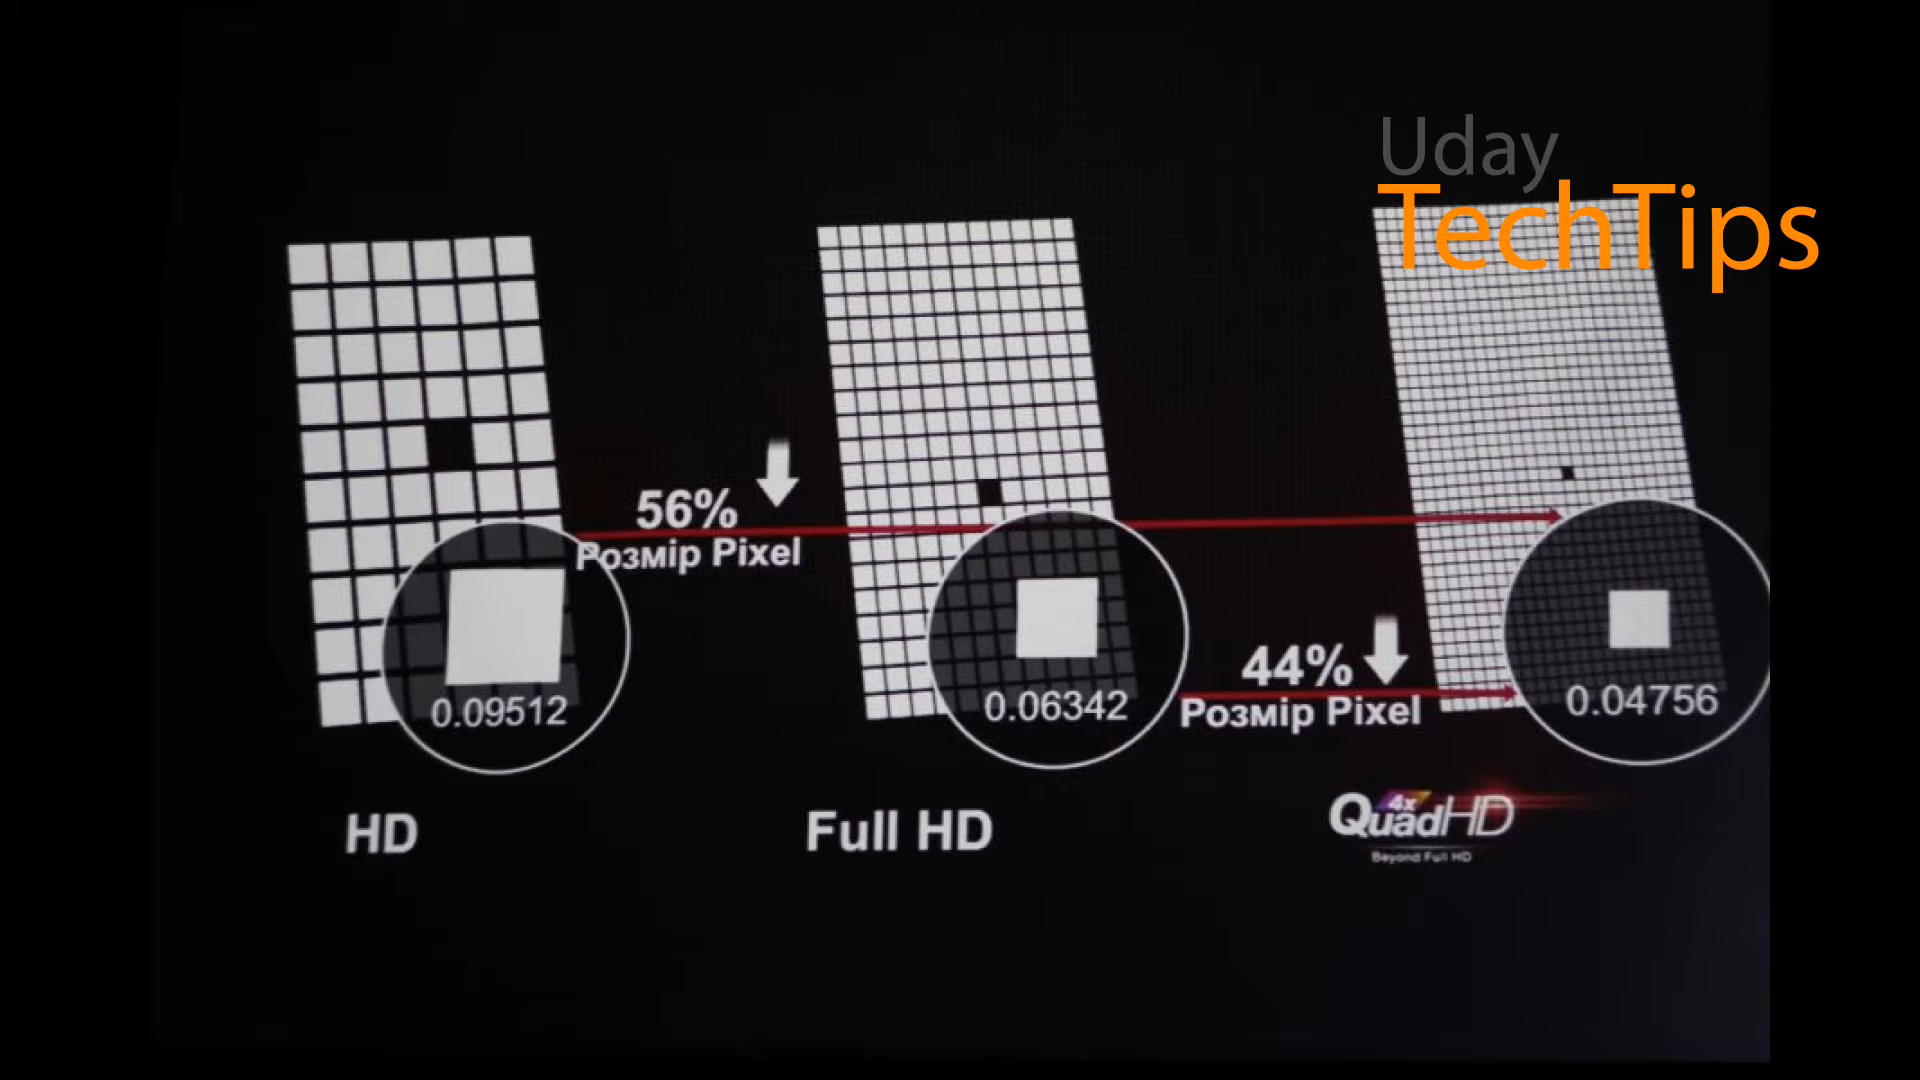 Uday
TechTips
56%
Розмір Pixel
44%
Розмір Pixel
0.09512
0.06342
0.04756
HD
Full HD
4x
QuadHD
Beyond Full HD